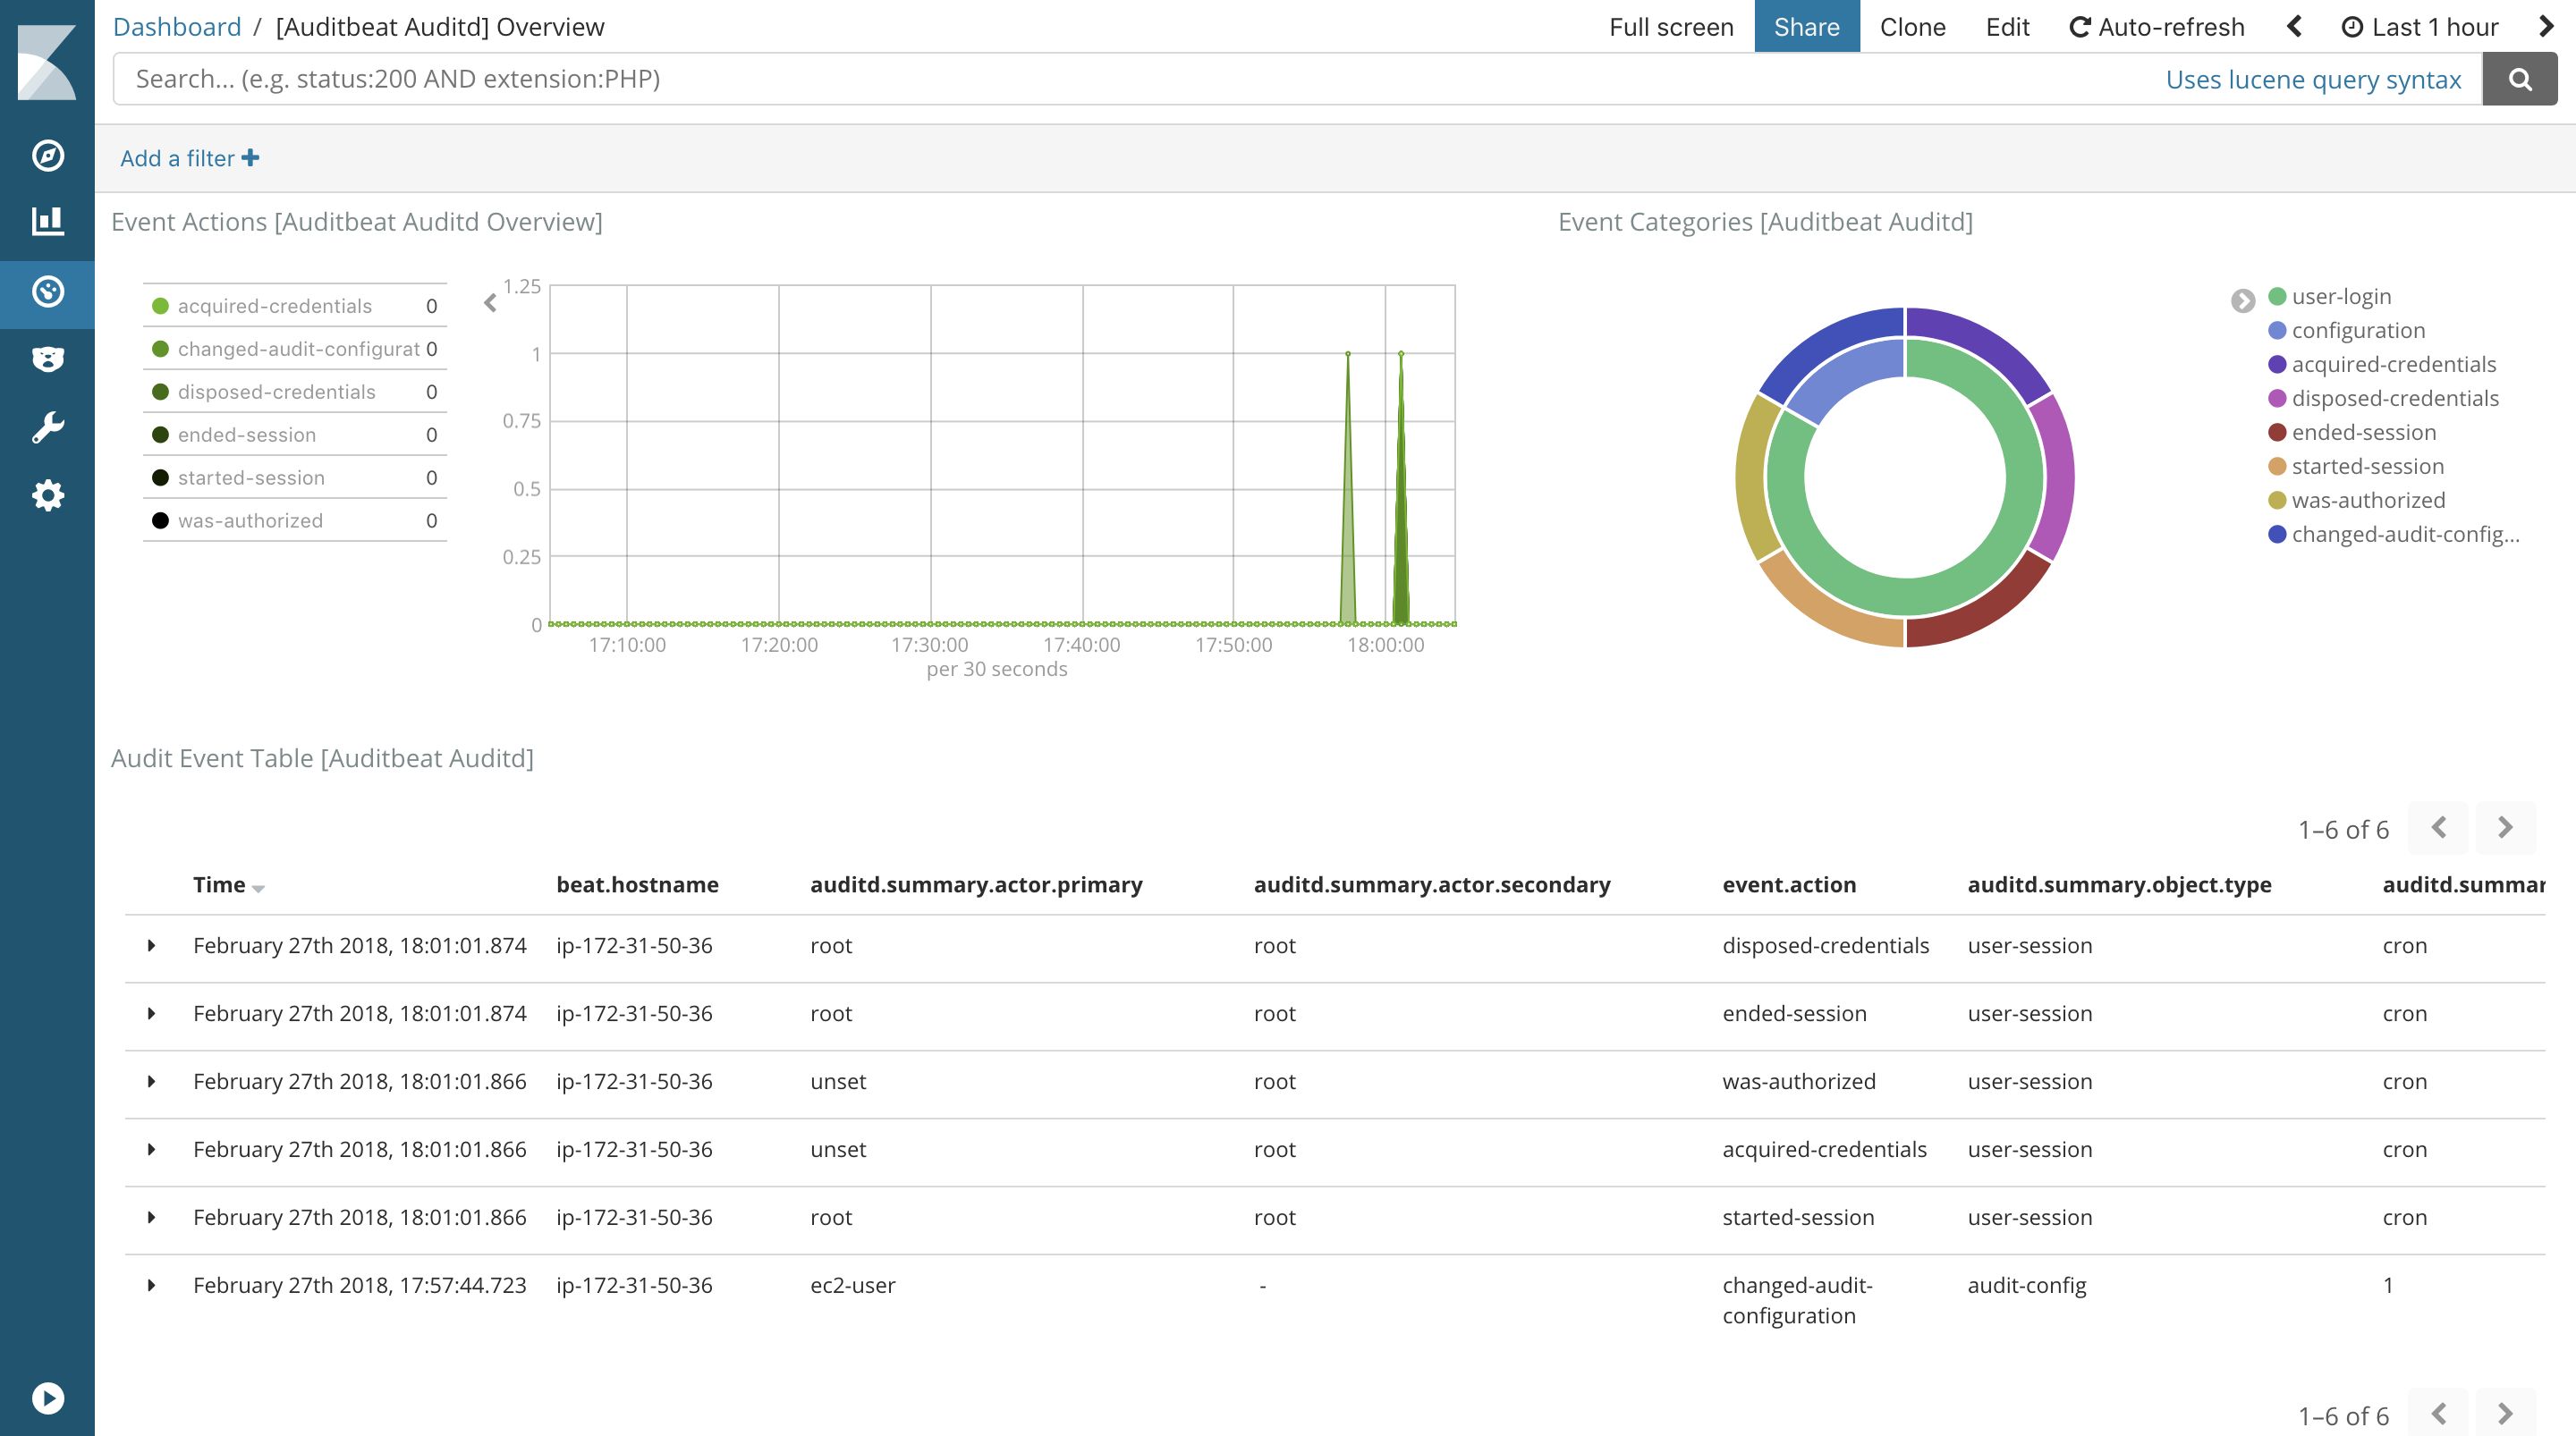 Dashboard / [Auditbeat Auditd] Overview
Full screen Share Clone Edit Auto-refresh Last 1 hour
Search... (e.g. status:200 AND extension:PHP) Uses lucene query syntax
Add a filter
Event Actions [Auditbeat Auditd Overview]
acquired-credentials 0
changed-audit-configurat 0
disposed-credentials 0
ended-session 0
started-session 0
was-authorized 0
1.25
1
0.75
0.5
0.25
0
17:10:00 17:20:00 17:30:00 17:40:00 17:50:00 18:00:00
per 30 seconds
Event Categories [Auditbeat Auditd]
user-login
configuration
acquired-credentials
disposed-credentials
ended-session
started-session
was-authorized
changed-audit-config...
Audit Event Table [Auditbeat Auditd]
1–6 of 6
Time beat.hostname auditd.summary.actor.primary auditd.summary.actor.secondary event.action auditd.summary.object.type auditd.summar
February 27th 2018, 18:01:01.874 ip-172-31-50-36 root root disposed-credentials user-session cron
February 27th 2018, 18:01:01.874 ip-172-31-50-36 root root ended-session user-session cron
February 27th 2018, 18:01:01.866 ip-172-31-50-36 unset root was-authorized user-session cron
February 27th 2018, 18:01:01.866 ip-172-31-50-36 unset root acquired-credentials user-session cron
February 27th 2018, 18:01:01.866 ip-172-31-50-36 root root started-session user-session cron
February 27th 2018, 17:57:44.723 ip-172-31-50-36 ec2-user - changed-audit- audit-config 1
configuration
1–6 of 6